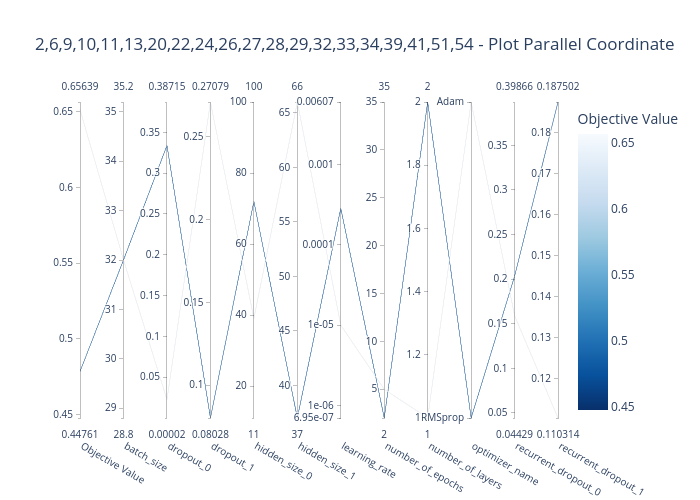 2,6,9,10,11,13,20,22,24,26,27,28,29,32,33,34,39,41,51,54 - Plot Parallel Coordinate
0.65639 35.2 0.38715 0.27079 100 66 0.00607 35 2 Adam 0.39866 0.187502
0.65 0.6 0.55 0.5 0.45
0.44761
Objective Value
35 34 33 32 31 30 29
28.8
batch_size
0.35 0.3 0.25 0.2 0.15 0.1 0.05
0.00002
dropout_0
0.25 0.2 0.15 0.1
0.08028
dropout_1
100 80 60 40 20
11
hidden_size_0
65 60 55 50 45 40
37
hidden_size_1
0.001 0.0001 1e-05 1e-06
6.95e-07
learning_rate
35 30 25 20 15 10 5
2
number_of_epochs
2 1.8 1.6 1.4 1.2 1
1
number_of_layers
RMSprop
optimizer_name
0.35 0.3 0.25 0.2 0.15 0.1 0.05
0.04429
recurrent_dropout_0
0.18 0.17 0.16 0.15 0.14 0.13 0.12
0.110314
recurrent_dropout_1
Objective Value
0.65
0.6
0.55
0.5
0.45